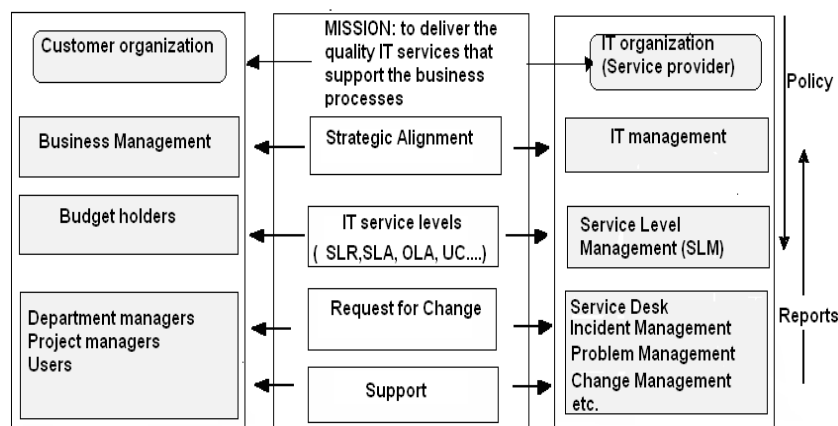 Customer organization
MISSION: to deliver the
quality IT services that
support the business
processes
IT organization
(Service provider)
Policy
Business Management
Strategic Alignment
IT management
Budget holders
IT service levels
( SLR,SLA, OLA, UC....)
Service Level
Management (SLM)
Department managers
Project managers
Users
Request for Change
Support
Service Desk
Incident Management
Problem Management
Change Management
etc.
Reports